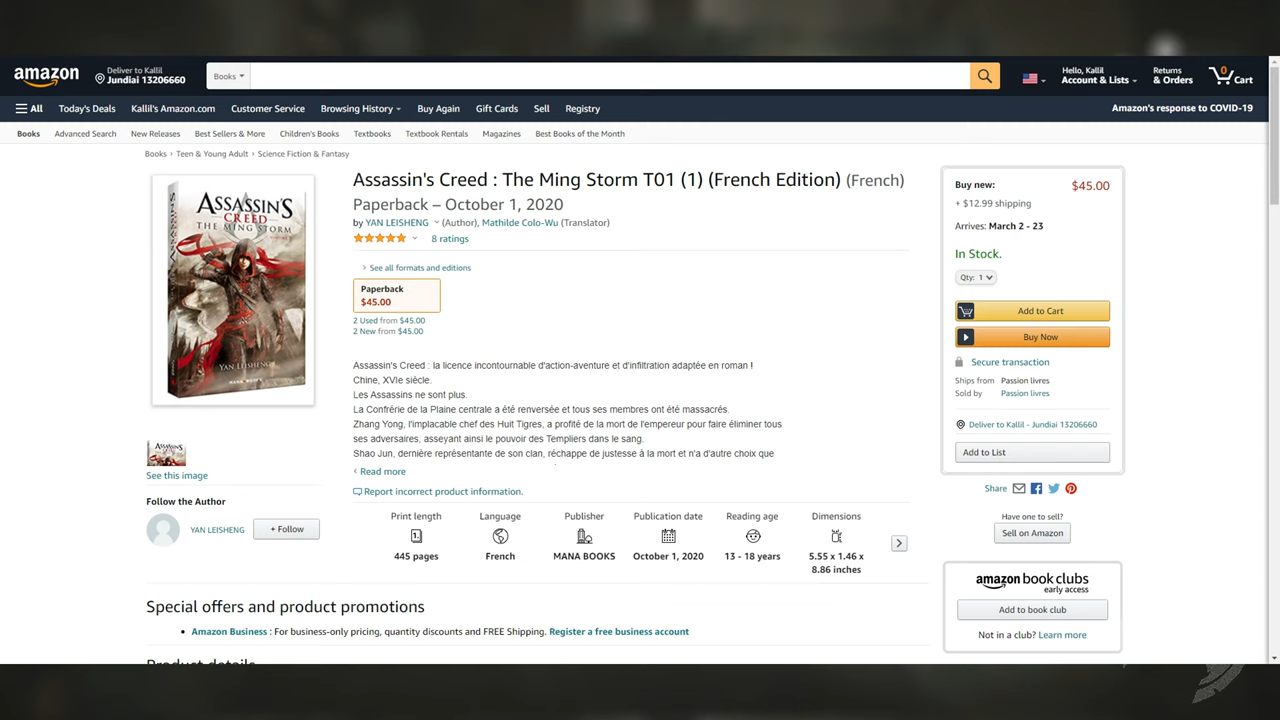 amazon
Deliver to Kallil
Jundiai 13206660
Books
Hello, Kallil
Account & Lists
Returns
& Orders
0
Cart
All
Today's Deals
Kallil's Amazon.com
Customer Service
Browsing History
Buy Again
Gift Cards
Sell
Registry
Amazon's response to COVID-19
Books
Advanced Search
New Releases
Best Sellers & More
Children's Books
Textbooks
Textbook Rentals
Magazines
Best Books of the Month
Books › Teen & Young Adult › Science Fiction & Fantasy
ASSASSIN'S
CREED
THE MING STORM
YAN LEISHENG
MANA BOOKS
ASSASSIN'S
See this image
Follow the Author
YAN LEISHENG
+ Follow
Assassin's Creed : The Ming Storm T01 (1) (French Edition) (French)
Paperback – October 1, 2020
by YAN LEISHENG (Author), Mathilde Colo-Wu (Translator)
8 ratings
› See all formats and editions
Paperback
$45.00
2 Used from $45.00
2 New from $45.00
Assassin's Creed : la licence incontournable d'action-aventure et d'infiltration adaptée en roman !
Chine, XVIe siècle.
Les Assassins ne sont plus.
La Confrérie de la Plaine centrale a été renversée et tous ses membres ont été massacrés.
Zhang Yong, l'implacable chef des Huit Tigres, a profité de la mort de l'empereur pour faire éliminer tous
ses adversaires, asseyant ainsi le pouvoir des Templiers dans le sang.
Shao Jun, dernière représentante de son clan, réchappe de justesse à la mort et n'a d'autre choix que
‹ Read more
Report incorrect product information.
Print length
Language
Publisher
Publication date
Reading age
Dimensions
1.
445 pages
French
MANA BOOKS
October 1, 2020
13 - 18 years
5.55 x 1.46 x
8.86 inches
Buy new:
$45.00
+ $12.99 shipping
Arrives: March 2 - 23
In Stock.
Qty: 1
Add to Cart
Buy Now
Secure transaction
Ships from
Passion livres
Sold by
Passion livres
Deliver to Kallil - Jundiai 13206660
Add to List
Share
Have one to sell?
Sell on Amazon
amazon book clubs
early access
Add to book club
Not in a club? Learn more
Special offers and product promotions
• Amazon Business : For business-only pricing, quantity discounts and FREE Shipping. Register a free business account
Product details